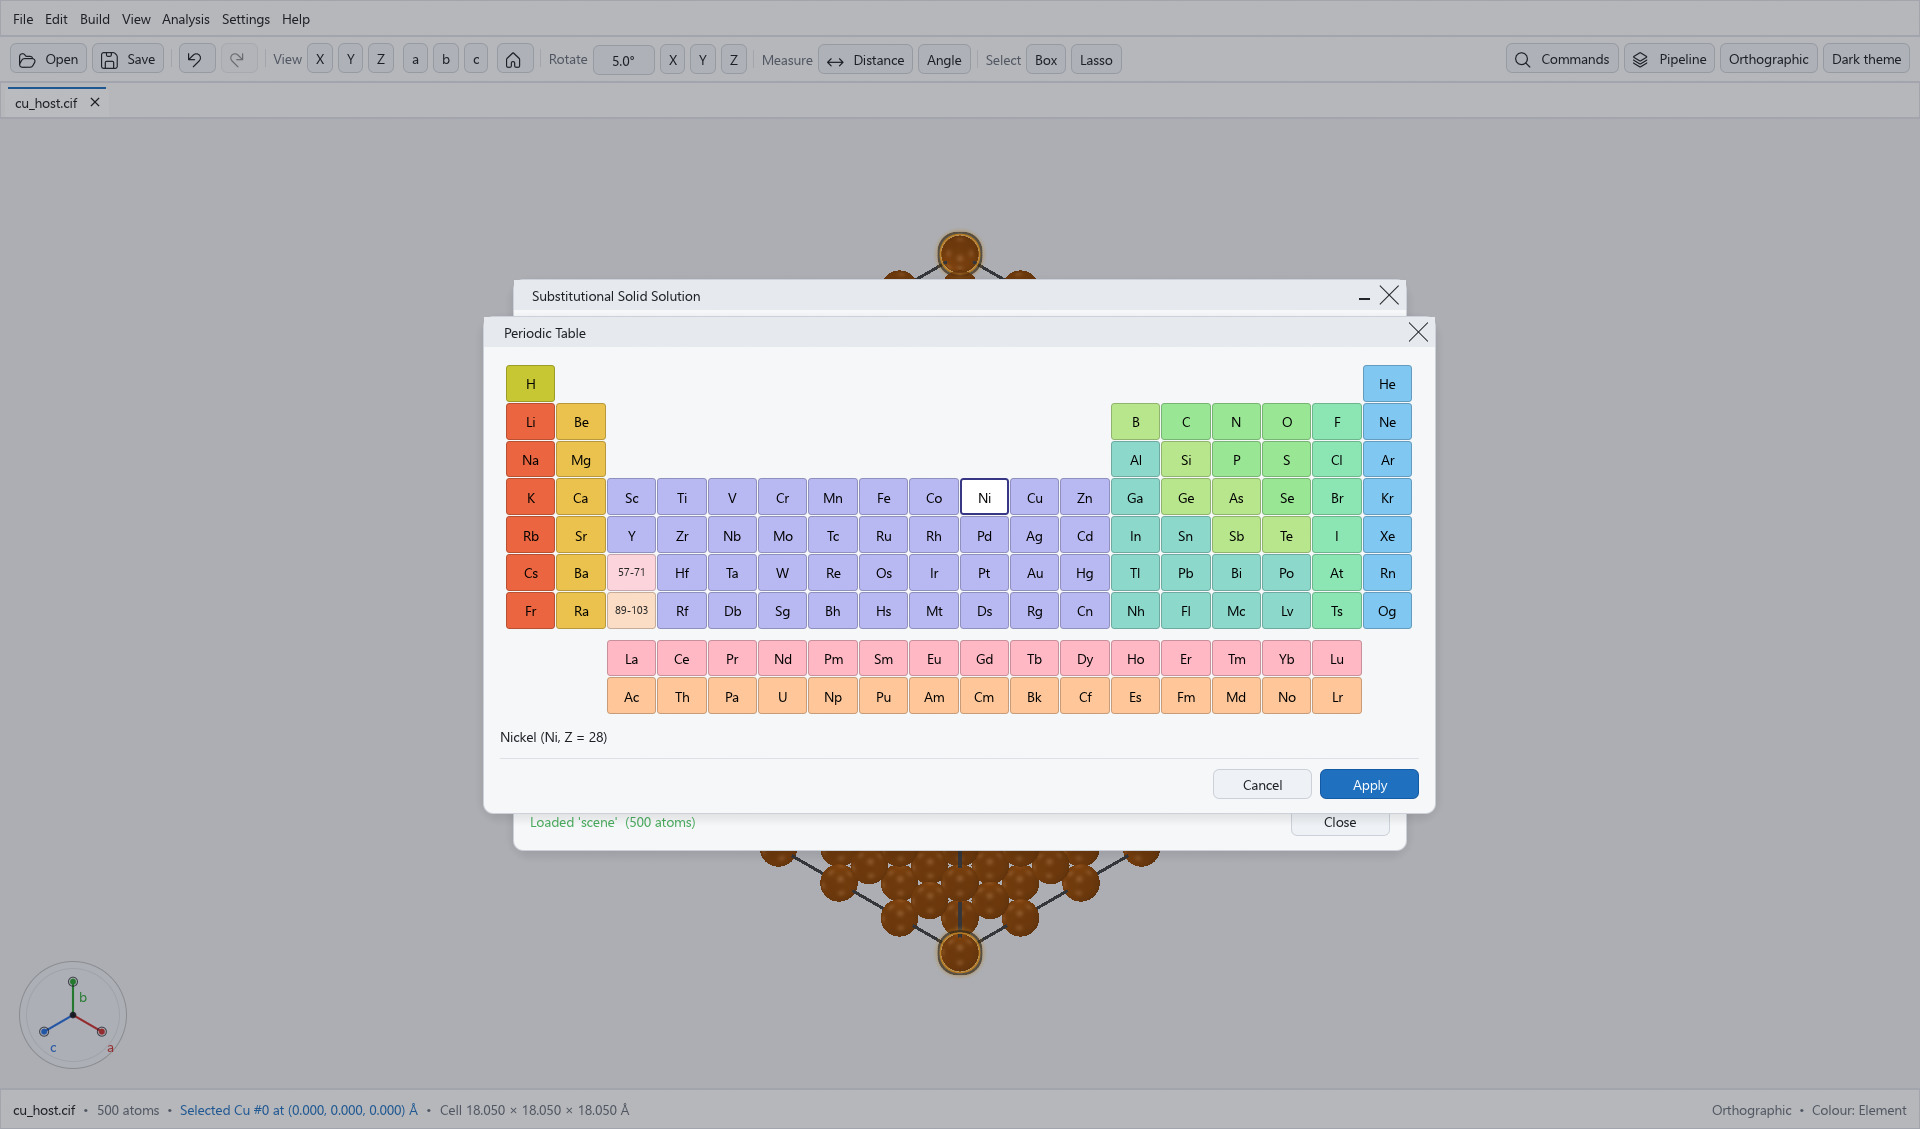 File Edit Build View Analysis Settings Help
Open Save View X Y Z a b c Rotate 5.0° X Y Z Measure Distance Angle Select Box Lasso Commands Pipeline Orthographic Dark theme
cu_host.cif
Substitutional Solid Solution
Periodic Table
H He
Li Be B C N O F Ne
Na Mg Al Si P S Cl Ar
K Ca Sc Ti V Cr Mn Fe Co Ni Cu Zn Ga Ge As Se Br Kr
Rb Sr Y Zr Nb Mo Tc Ru Rh Pd Ag Cd In Sn Sb Te I Xe
Cs Ba 57-71 Hf Ta W Re Os Ir Pt Au Hg Tl Pb Bi Po At Rn
Fr Ra 89-103 Rf Db Sg Bh Hs Mt Ds Rg Cn Nh Fl Mc Lv Ts Og
La Ce Pr Nd Pm Sm Eu Gd Tb Dy Ho Er Tm Yb Lu
Ac Th Pa U Np Pu Am Cm Bk Cf Es Fm Md No Lr
Nickel (Ni, Z = 28)
Cancel Apply
Loaded 'scene' (500 atoms) Close
b
c a
cu_host.cif • 500 atoms • Selected Cu #0 at (0.000, 0.000, 0.000) Å • Cell 18.050 × 18.050 × 18.050 Å Orthographic • Colour: Element